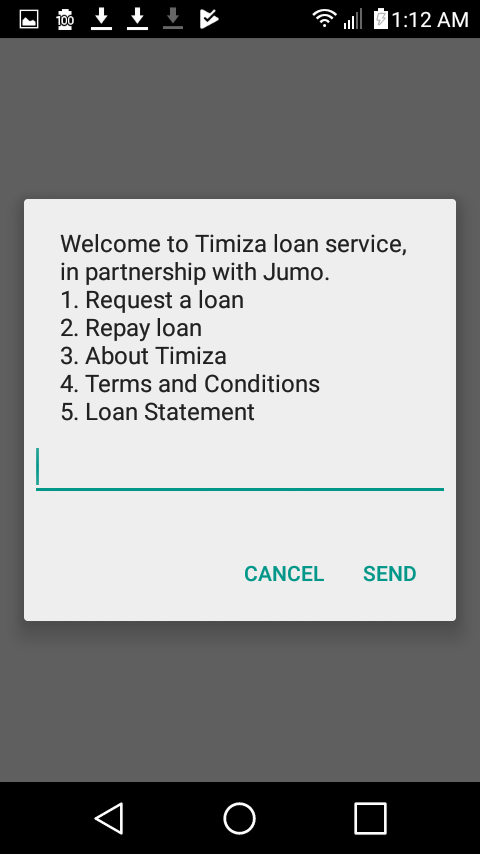 100
1:12 AM
Welcome to Timiza loan service,
in partnership with Jumo.
1. Request a loan
2. Repay loan
3. About Timiza
4. Terms and Conditions
5. Loan Statement
CANCEL SEND